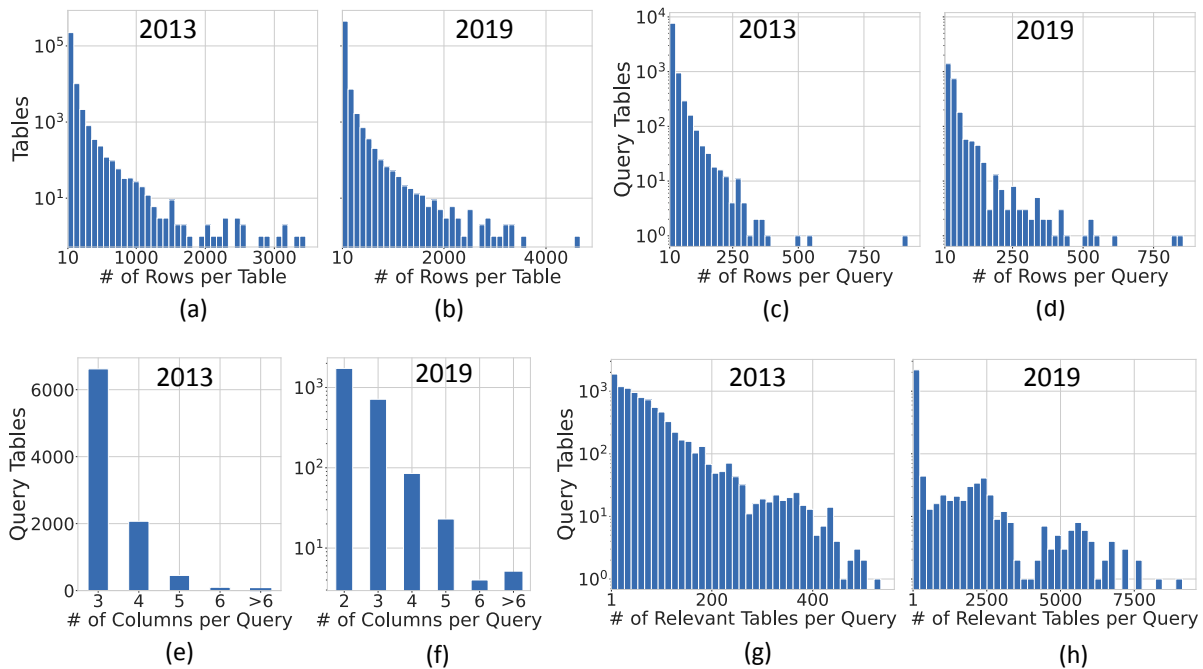 2013
Tables
10^5
10^3
10^1
10 1000 2000 3000
# of Rows per Table
(a)
2019
10 2000 4000
# of Rows per Table
(b)
2013
Query Tables
10^4
10^3
10^2
10^1
10^0
10 250 500 750
# of Rows per Query
(c)
2019
10 250 500 750
# of Rows per Query
(d)
2013
Query Tables
6000
4000
2000
0
3 4 5 6 >6
# of Columns per Query
(e)
2019
10^3
10^2
10^1
2 3 4 5 6 >6
# of Columns per Query
(f)
2013
Query Tables
10^3
10^2
10^1
10^0
1 200 400
# of Relevant Tables per Query
(g)
2019
1 2500 5000 7500
# of Relevant Tables per Query
(h)